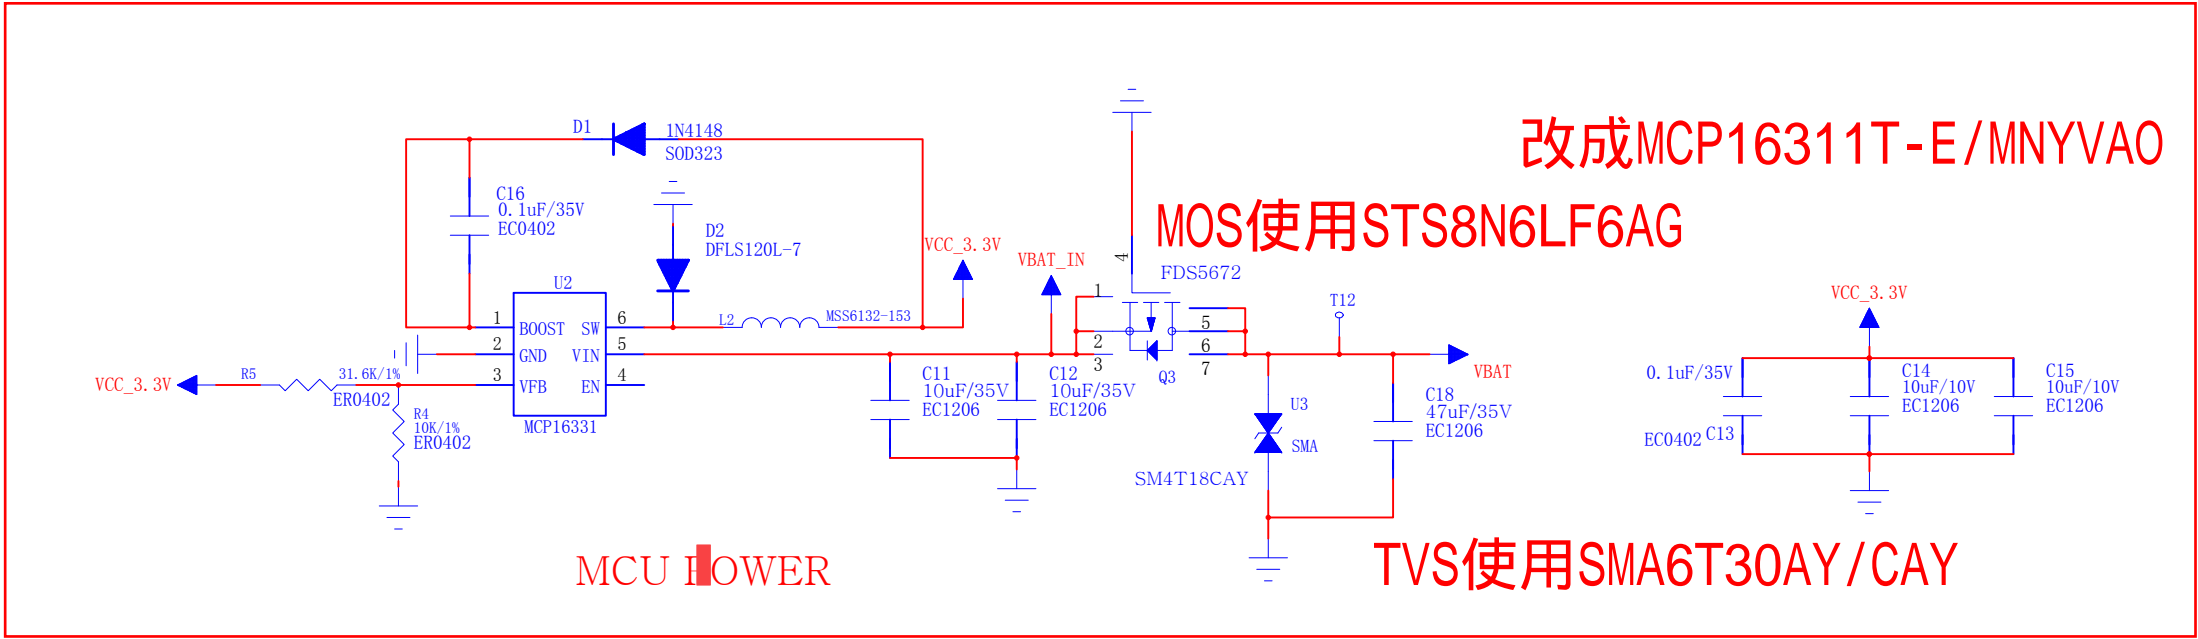 改成MCP16311T-E/MNYVAO
MOS使用STS8N6LF6AG
D1
1N4148
SOD323
C16
0.1uF/35V
EC0402
D2
DFLS120L-7
VCC_3.3V
VBAT_IN
4
FDS5672
U2
1
BOOST
SW
6
2
GND
VIN
5
3
VFB
EN
4
MCP16331
L2
MSS6132-153
VCC_3.3V
R5
31.6K/1%
ER0402
R4
10K/1%
ER0402
C11
10uF/35V
EC1206
C12
10uF/35V
EC1206
1
2
3
5
6
7
Q3
T12
VBAT
U3
SMA
SM4T18CAY
C18
47uF/35V
EC1206
VCC_3.3V
0.1uF/35V
EC0402
C13
C14
10uF/10V
EC1206
C15
10uF/10V
EC1206
MCU POWER
TVS使用SMA6T30AY/CAY